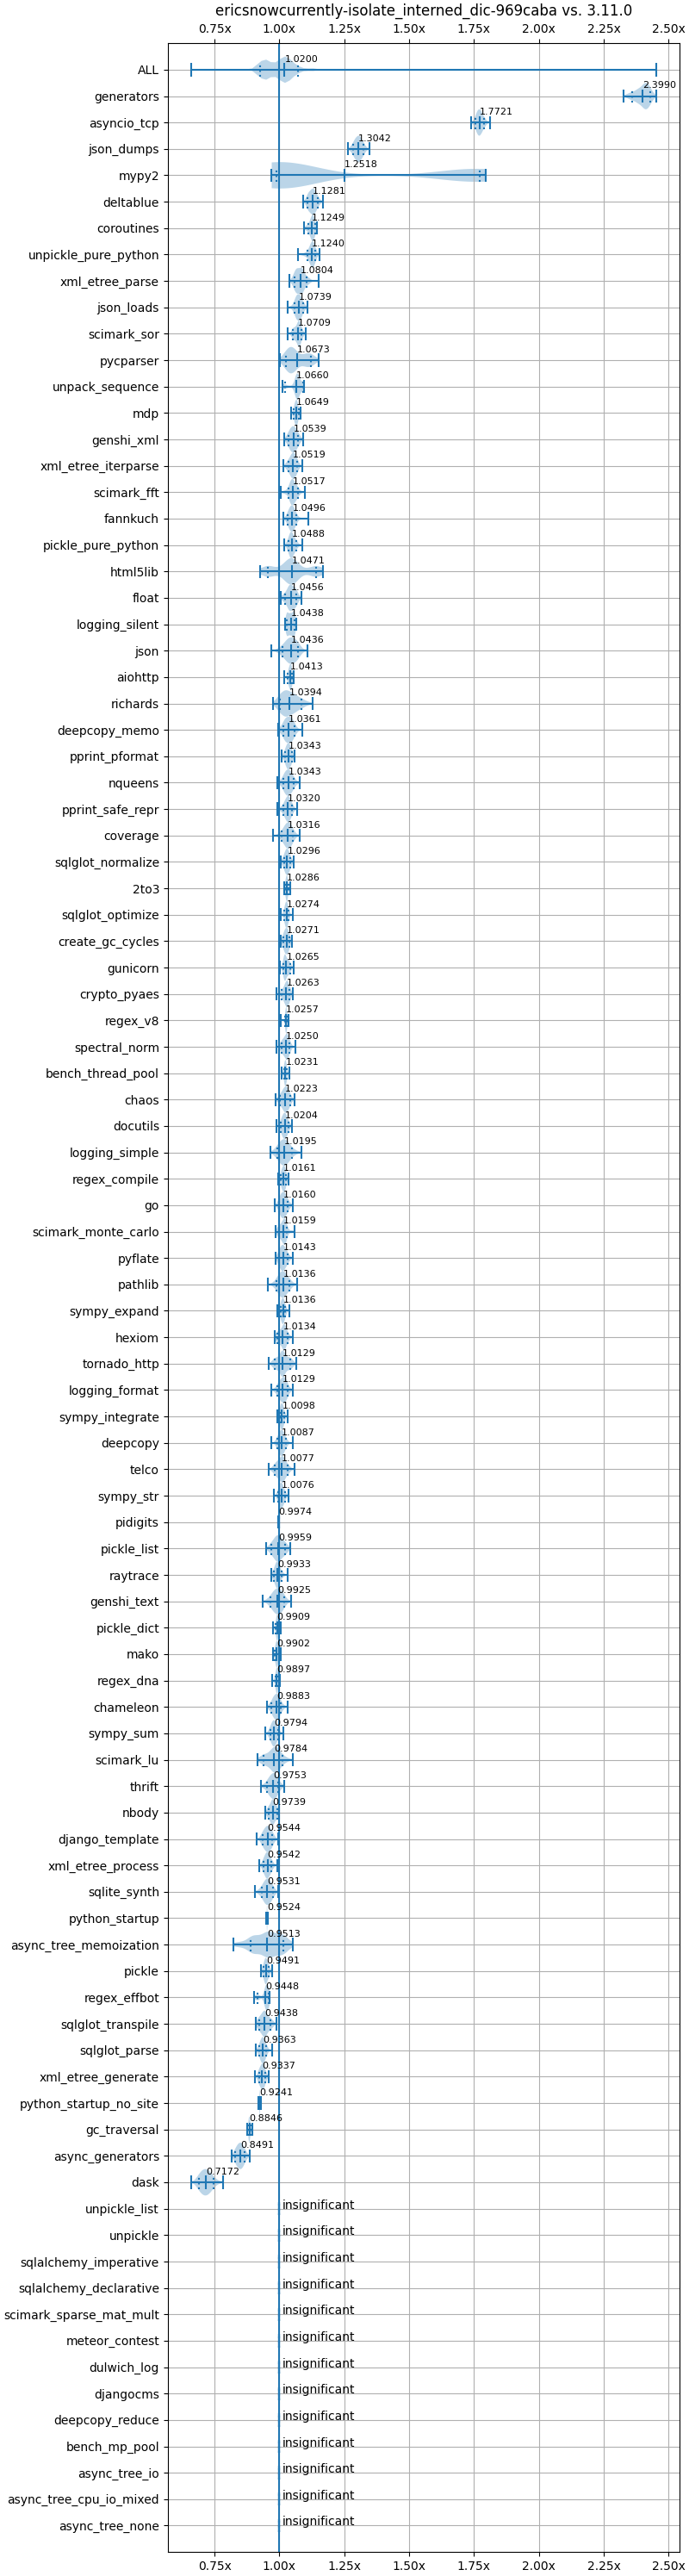 ericsnowcurrently-isolate_interned_dic-969caba vs. 3.11.0
0.75x 1.00x 1.25x 1.50x 1.75x 2.00x 2.25x 2.50x
ALL 1.0200
generators 2.3990
asyncio_tcp 1.7721
json_dumps 1.3042
mypy2 1.2518
deltablue 1.1281
coroutines 1.1249
unpickle_pure_python 1.1240
xml_etree_parse 1.0804
json_loads 1.0739
scimark_sor 1.0709
pycparser 1.0673
unpack_sequence 1.0660
mdp 1.0649
genshi_xml 1.0539
xml_etree_iterparse 1.0519
scimark_fft 1.0517
fannkuch 1.0496
pickle_pure_python 1.0488
html5lib 1.0471
float 1.0456
logging_silent 1.0438
json 1.0436
aiohttp 1.0413
richards 1.0394
deepcopy_memo 1.0361
pprint_pformat 1.0343
nqueens 1.0343
pprint_safe_repr 1.0320
coverage 1.0316
sqlglot_normalize 1.0296
2to3 1.0286
sqlglot_optimize 1.0274
create_gc_cycles 1.0271
gunicorn 1.0265
crypto_pyaes 1.0263
regex_v8 1.0257
spectral_norm 1.0250
bench_thread_pool 1.0231
chaos 1.0223
docutils 1.0204
logging_simple 1.0195
regex_compile 1.0161
go 1.0160
scimark_monte_carlo 1.0159
pyflate 1.0143
pathlib 1.0136
sympy_expand 1.0136
hexiom 1.0134
tornado_http 1.0129
logging_format 1.0129
sympy_integrate 1.0098
deepcopy 1.0087
telco 1.0077
sympy_str 1.0076
pidigits 0.9974
pickle_list 0.9959
raytrace 0.9933
genshi_text 0.9925
pickle_dict 0.9909
mako 0.9902
regex_dna 0.9897
chameleon 0.9883
sympy_sum 0.9794
scimark_lu 0.9784
thrift 0.9753
nbody 0.9739
django_template 0.9544
xml_etree_process 0.9542
sqlite_synth 0.9531
python_startup 0.9524
async_tree_memoization 0.9513
pickle 0.9491
regex_effbot 0.9448
sqlglot_transpile 0.9438
sqlglot_parse 0.9363
xml_etree_generate 0.9337
python_startup_no_site 0.9241
gc_traversal 0.8846
async_generators 0.8491
dask 0.7172
unpickle_list insignificant
unpickle insignificant
sqlalchemy_imperative insignificant
sqlalchemy_declarative insignificant
scimark_sparse_mat_mult insignificant
meteor_contest insignificant
dulwich_log insignificant
djangocms insignificant
deepcopy_reduce insignificant
bench_mp_pool insignificant
async_tree_io insignificant
async_tree_cpu_io_mixed insignificant
async_tree_none insignificant
0.75x 1.00x 1.25x 1.50x 1.75x 2.00x 2.25x 2.50x